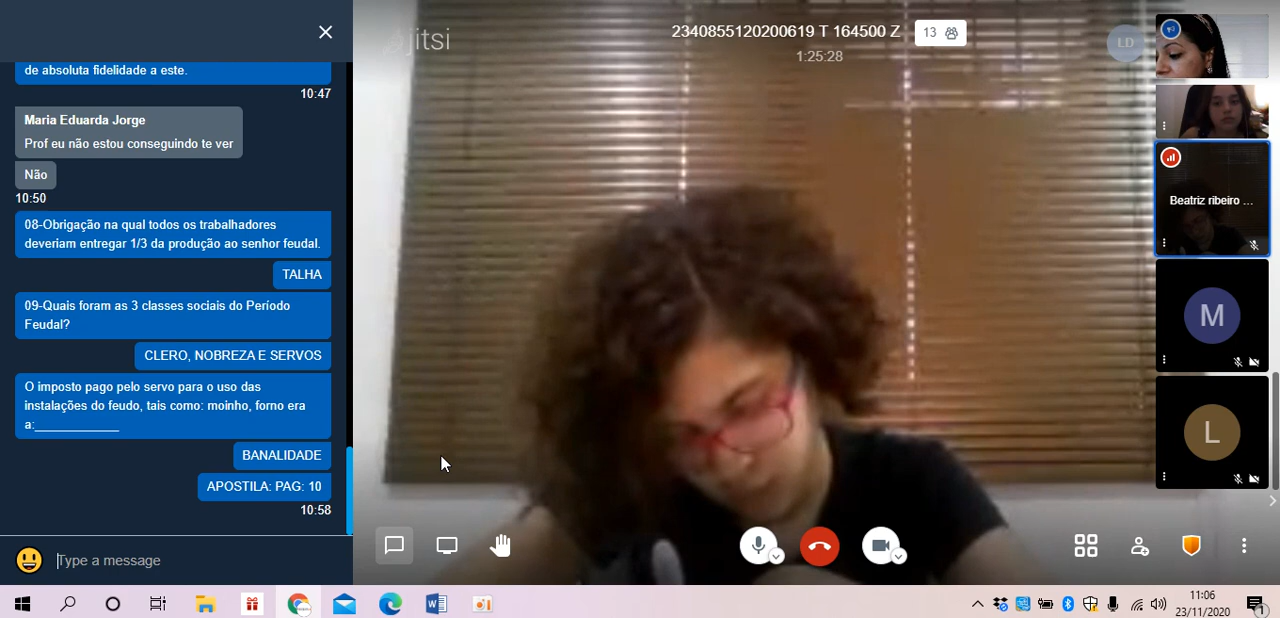 de absoluta fidelidade a este.
10:47
Maria Eduarda Jorge
Prof eu não estou conseguindo te ver
Não
10:50
08-Obrigação na qual todos os trabalhadores
deveriam entregar 1/3 da produção ao senhor feudal.
TALHA
09-Quais foram as 3 classes sociais do Período
Feudal?
CLERO, NOBREZA E SERVOS
O imposto pago pelo servo para o uso das
instalações do feudo, tais como: moinho, forno era
a:____________
BANALIDADE
APOSTILA: PAG: 10
10:58
Type a message
jitsi
2340855120200619 T 164500 Z
13
1:25:28
LD
Beatriz ribeiro ...
M
L
11:06
23/11/2020
1